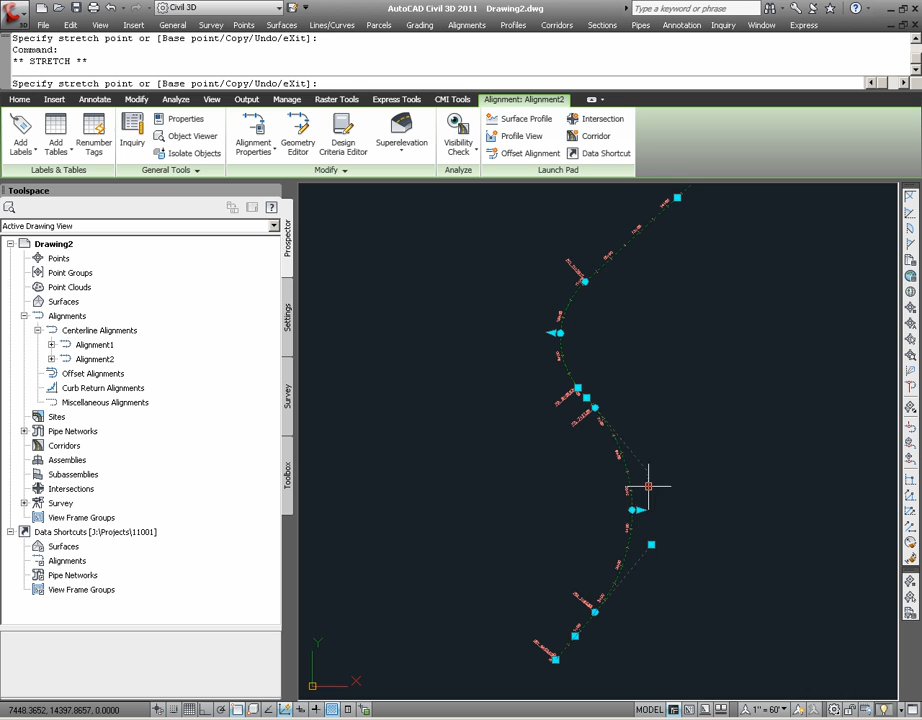 Civil 3D
AutoCAD Civil 3D 2011 Drawing2.dwg
Type a keyword or phrase
File Edit View Insert General Survey Points Surfaces Lines/Curves Parcels Grading Alignments Profiles Corridors Sections Pipes Annotation Inquiry Window Express
Specify stretch point or [Base point/Copy/Undo/eXit]:
Command:
** STRETCH **
Specify stretch point or [Base point/Copy/Undo/eXit]:
Home Insert Annotate Modify Analyze View Output Manage Raster Tools Express Tools CMI Tools Alignment: Alignment2
Add Labels
Add Tables
Renumber Tags
Labels & Tables
Inquiry
Properties
Object Viewer
Isolate Objects
General Tools
Alignment Properties
Geometry Editor
Design Criteria Editor
Superelevation
Modify
Visibility Check
Analyze
Surface Profile
Profile View
Offset Alignment
Intersection
Corridor
Data Shortcut
Launch Pad
Toolspace
Active Drawing View
Prospector
Settings
Survey
Toolbox
Drawing2
Points
Point Groups
Point Clouds
Surfaces
Alignments
Centerline Alignments
Alignment1
Alignment2
Offset Alignments
Curb Return Alignments
Miscellaneous Alignments
Sites
Pipe Networks
Corridors
Assemblies
Subassemblies
Intersections
Survey
View Frame Groups
Data Shortcuts [J:\Projects\11001]
Surfaces
Alignments
Pipe Networks
View Frame Groups
Y
X
7448.3652, 14397.8657, 0.0000
MODEL
1" = 60'